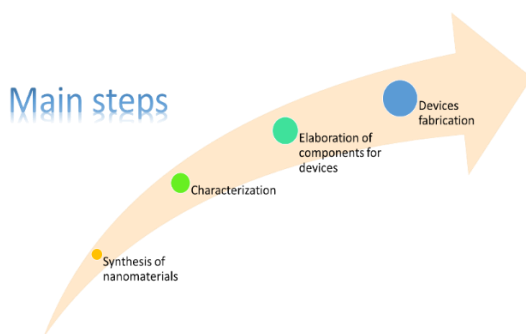 Main steps
Devices
fabrication
Elaboration of
components for
devices
Characterization
Synthesis of
nanomaterials